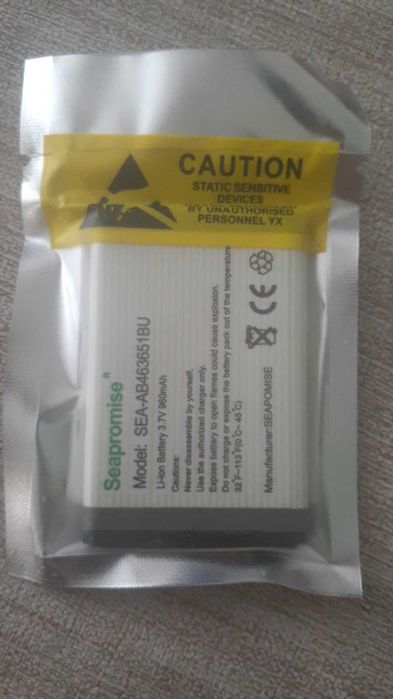 CAUTION
STATIC SENSITIVE
DEVICES
BY UNAUTHORISED
PERSONNEL YX
Seapromise®
Model: SEA-AB463651BU
Li-ion Battery 3.7V 960mAh
Cautions:
Never disassemble by yourself,
Use the authorized charger only.
Expose battery to open flames could cause explosion,
Do not charge or expose the battery pack out of the temperature
32°F~113°F(0°C~ 45°C)
Manufacturer:SEAPOMISE
CE